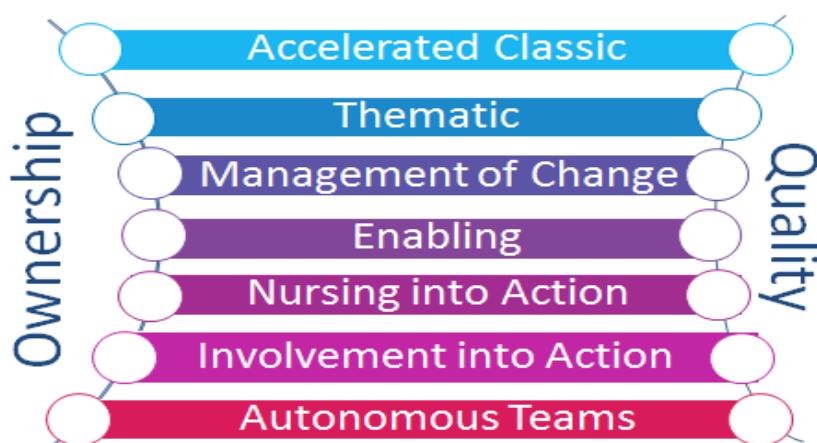 Accelerated Classic
Thematic
Management of Change
Enabling
Nursing into Action
Involvement into Action
Autonomous Teams
Ownership
Quality